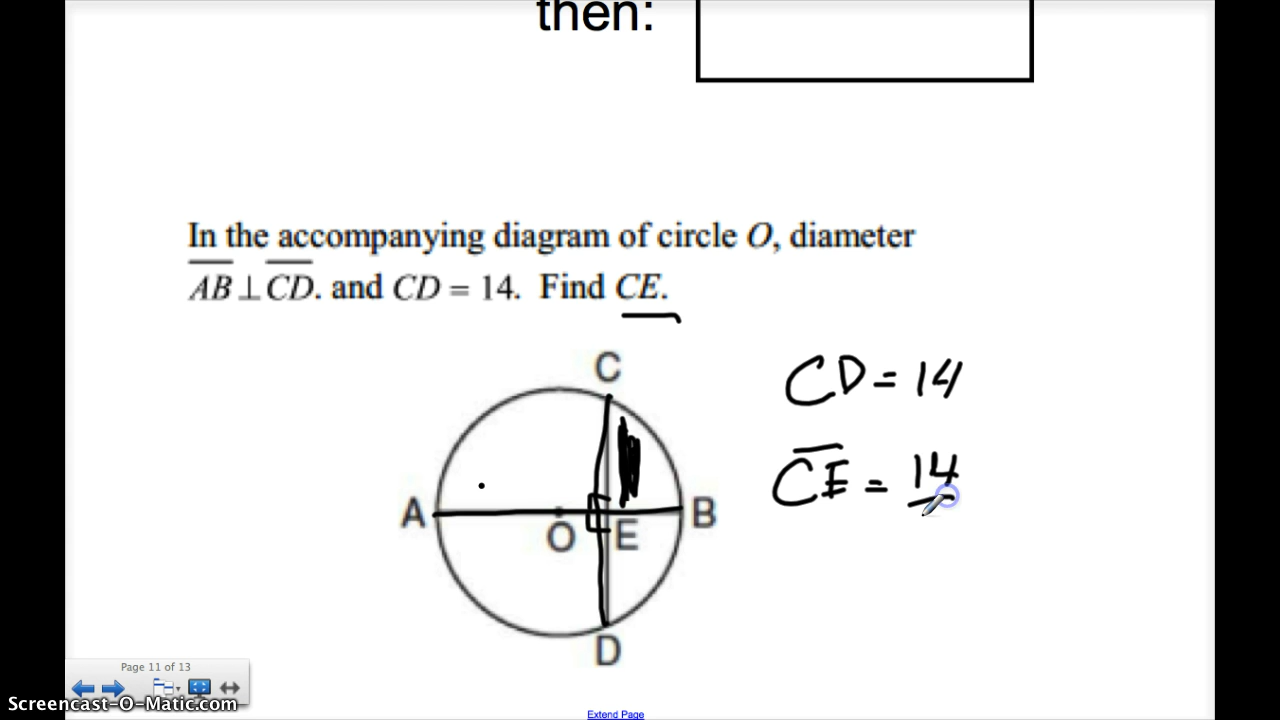 then:
In the accompanying diagram of circle O, diameter
AB ⊥ CD. and CD = 14. Find CE.
C
CD = 14
CE = 14
A
O
E
B
D
Page 11 of 13
Screencast-O-Matic.com
Extend Page